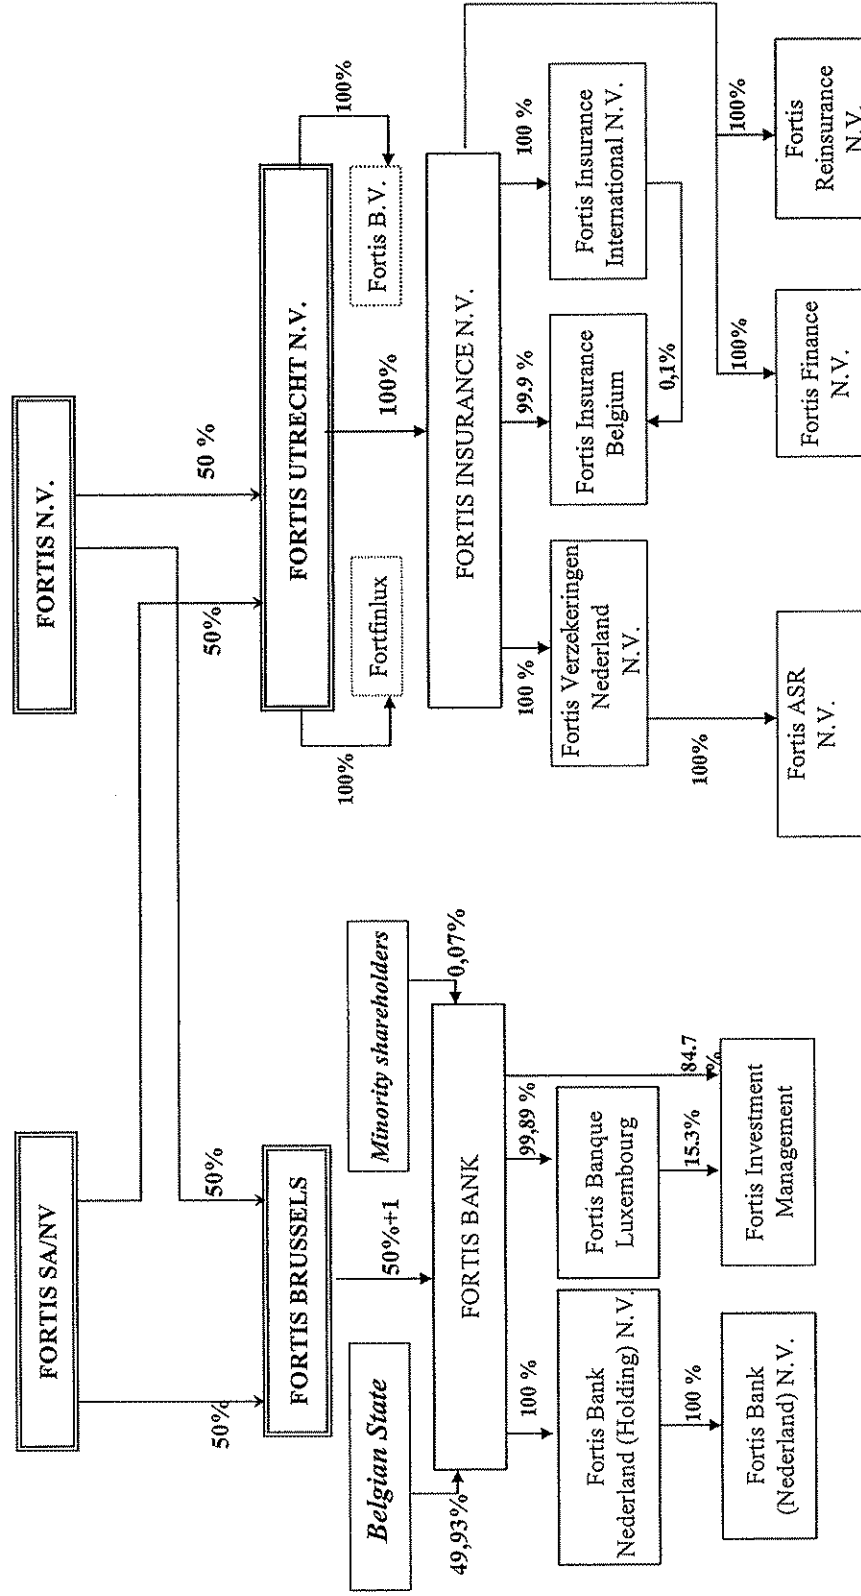 FORTIS SA/NV
FORTIS N.V.
50%
50%
50%
50 %
FORTIS BRUSSELS
FORTIS UTRECHT N.V.
Belgian State
50%+1
Minority shareholders
49,93%
0,07%
100%
Fortfinlux
100%
Fortis B.V.
100%
FORTIS BANK
FORTIS INSURANCE N.V.
100 %
99,89 %
84.7
%
100 %
99.9 %
100 %
Fortis Bank
Nederland (Holding) N.V.
Fortis Banque
Luxembourg
Fortis Verzekeringen
Nederland
N.V.
Fortis Insurance
Belgium
Fortis Insurance
International N.V.
100 %
15.3%
100%
0,1%
100%
100%
Fortis Bank
(Nederland) N.V.
Fortis Investment
Management
Fortis ASR
N.V.
Fortis Finance
N.V.
Fortis
Reinsurance
N.V.